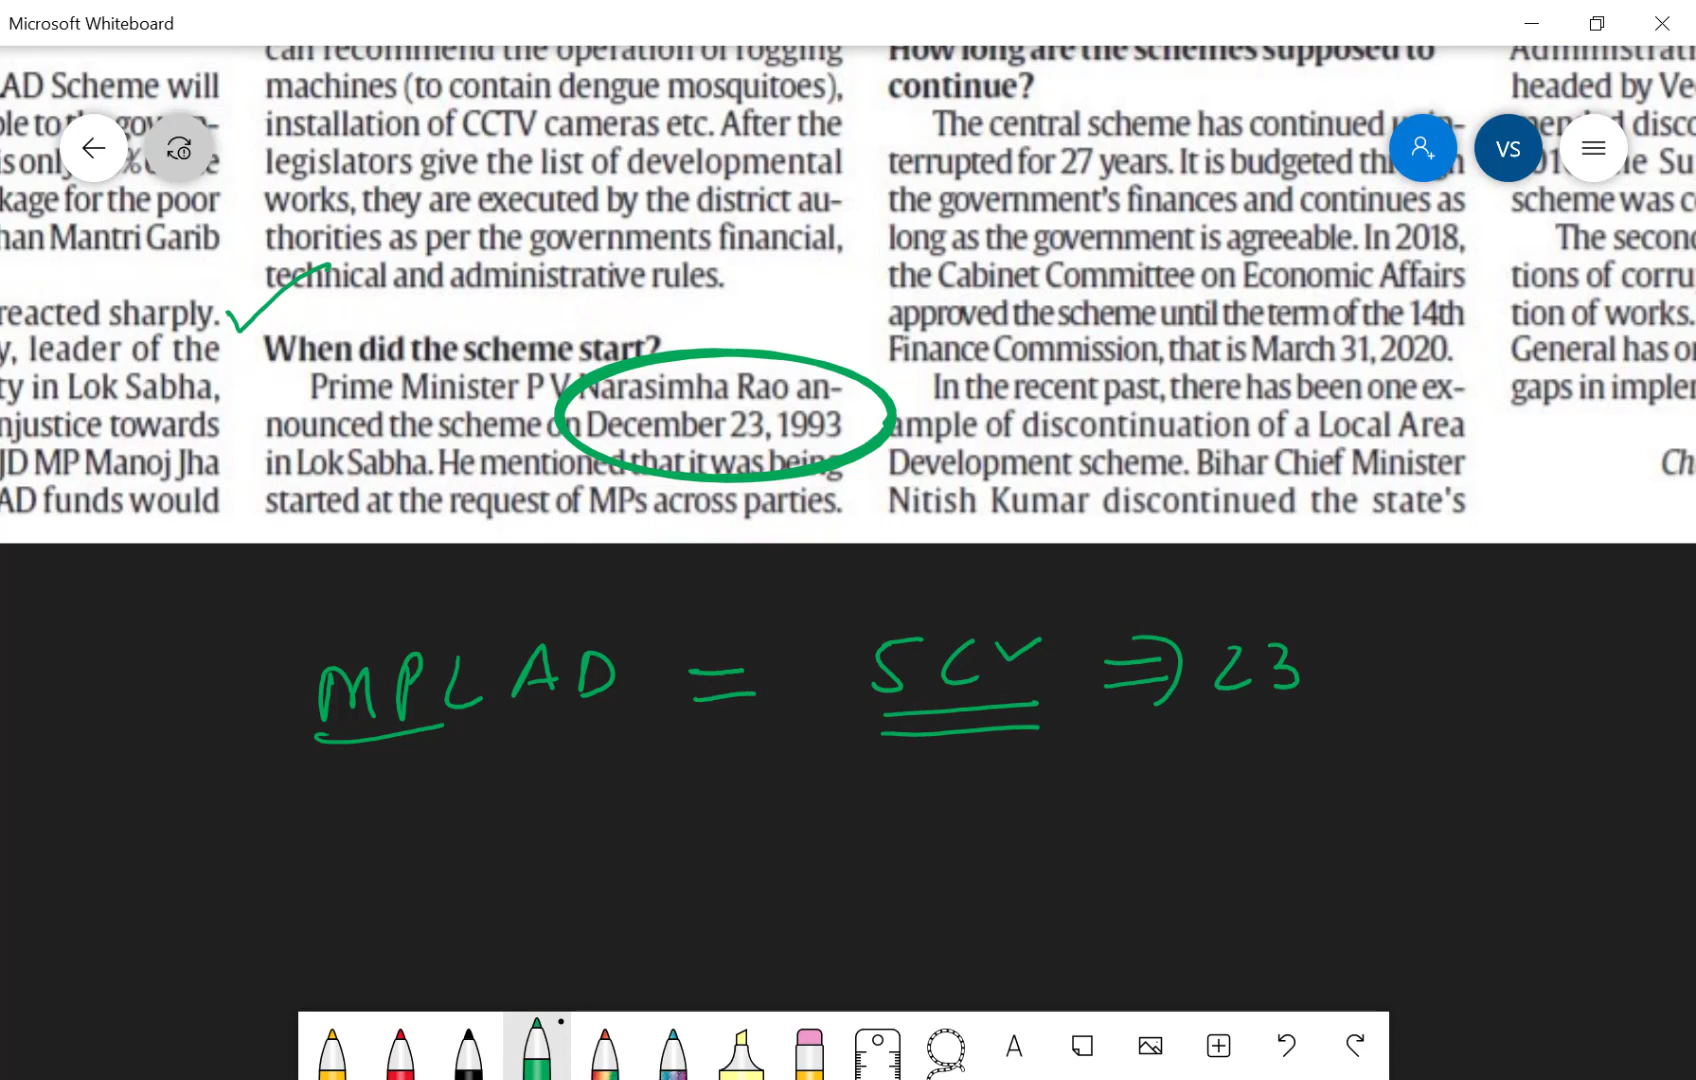 Microsoft Whiteboard
AD Scheme will
reacted sharply.
y, leader of the
ty in Lok Sabha,
njustice towards
JD MP Manoj Jha
AD funds would
kage for the poor
han Mantri Garib
can recommend the operation of fogging
machines (to contain dengue mosquitoes),
installation of CCTV cameras etc. After the
legislators give the list of developmental
works, they are executed by the district au-
thorities as per the governments financial,
technical and administrative rules.
When did the scheme start?
Prime Minister P V Narasimha Rao an-
nounced the scheme on December 23, 1993
in Lok Sabha. He mentioned that it was being
started at the request of MPs across parties.
How long are the schemes supposed to
continue?
The central scheme has continued
terrupted for 27 years. It is budgeted
the government's finances and continues as
long as the government is agreeable. In 2018,
the Cabinet Committee on Economic Affairs
approved the scheme until the term of the 14th
Finance Commission, that is March 31, 2020.
In the recent past, there has been one ex-
ample of discontinuation of a Local Area
Development scheme. Bihar Chief Minister
Nitish Kumar discontinued the state's
headed by Ve
disco
Su
scheme was c
The second
tions of corru
tion of works.
General has o
gaps in imple
Ch
VS
MPLAD = 5 C ✓ => 23
A